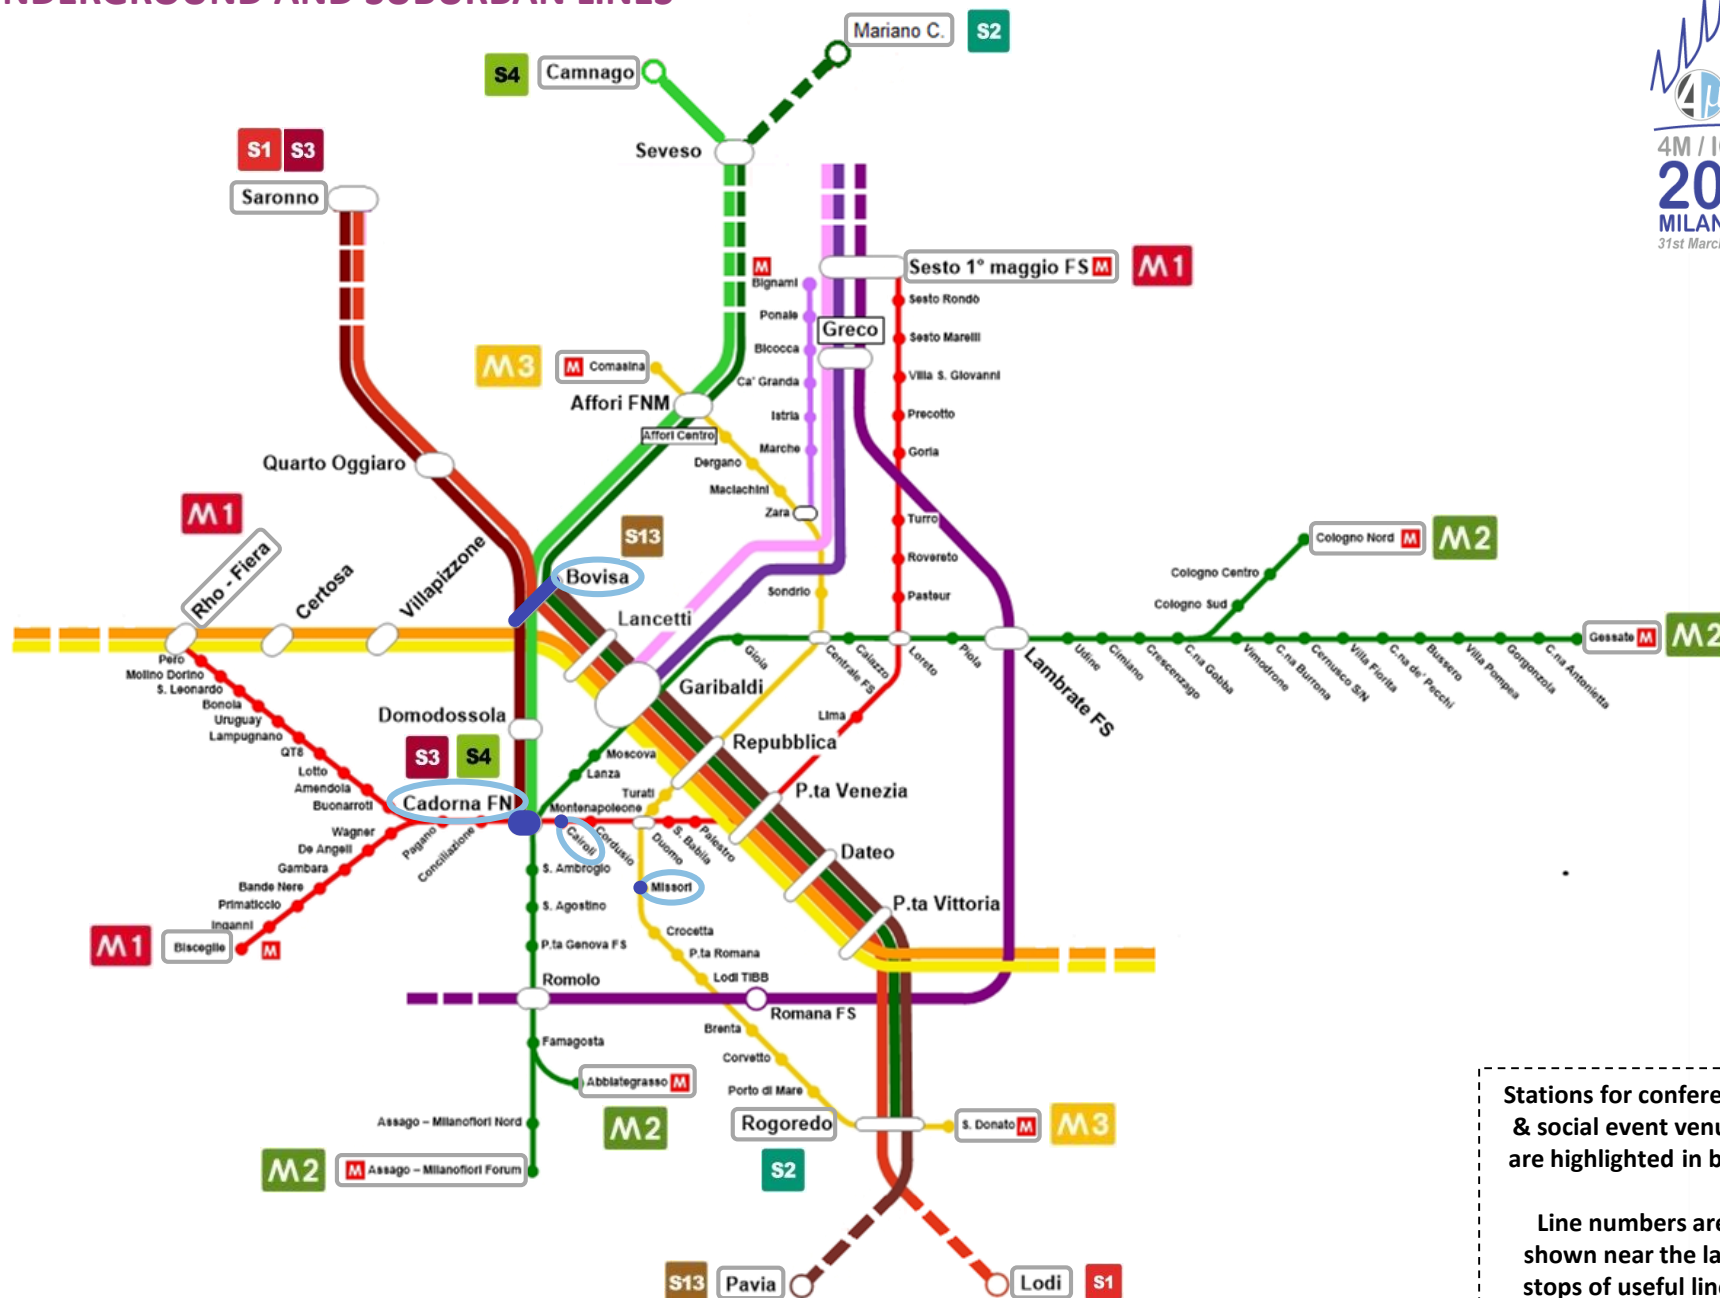 UNDERGROUND AND SUBURBAN LINES
Mariano C.
S2
S4
Camnago
Seveso
S1 S3
Saronno
4M / I
20
MILAN
31st March
M
Bignami
Sesto 1° maggio FS M
M1
Sesto Rondò
Ponale
Greco
Sesto Marelli
Bicocca
M3
M Comasina
Villa S. Giovanni
Ca' Granda
Affori FNM
Istria
Precotto
Affori Centro
Marche
Goria
Dergano
Quarto Oggiaro
Maciachini
Zara
Turro
M1
S13
Cologno Nord M
M2
Rovereto
Cologno Centro
Bovisa
Rho - Fiera
Certosa
Villapizzone
Sondrio
Pasteur
Cologno Sud
Lancetti
Gessate M
M2
Gioia
Centrale FS
Caiazzo
Loreto
Piola
Lambrate FS
Udine
Cimiano
Crescenzago
C.na Gobba
Vimodrone
C.na Burrona
Cernusco S/N
Villa Fiorita
C.na de' Pecchi
Bussero
Villa Pompea
Gorgonzola
C.na Antonietta
Pero
Molino Dorino
S. Leonardo
Garibaldi
Bonola
Uruguay
Domodossola
Lima
Lampugnano
Repubblica
QT8
S3
S4
Moscova
Lotto
Lanza
Amendola
Turati
P.ta Venezia
Buonarroti
Cadorna FN
Montenapoleone
Wagner
Pagano
Conciliazione
Cairoli
Cordusio
Duomo
S. Babila
Palestro
De Angeli
Dateo
Gambara
S. Ambrogio
Bande Nere
Missori
Primaticcio
S. Agostino
P.ta Vittoria
Inganni
Crocetta
M1
Bisceglie
M
P.ta Genova FS
P.ta Romana
Romolo
Lodi TIBB
Romana FS
Brenta
Famagosta
Corvetto
Abbiategrasso M
Porto di Mare
Assago – Milanofiori Nord
M2
Rogoredo
S. Donato M
M3
M2
M Assago – Milanofiori Forum
S2
S13
Pavia
Lodi
S1
Stations for confere
& social event venu
are highlighted in b
Line numbers are
shown near the la
stops of useful line